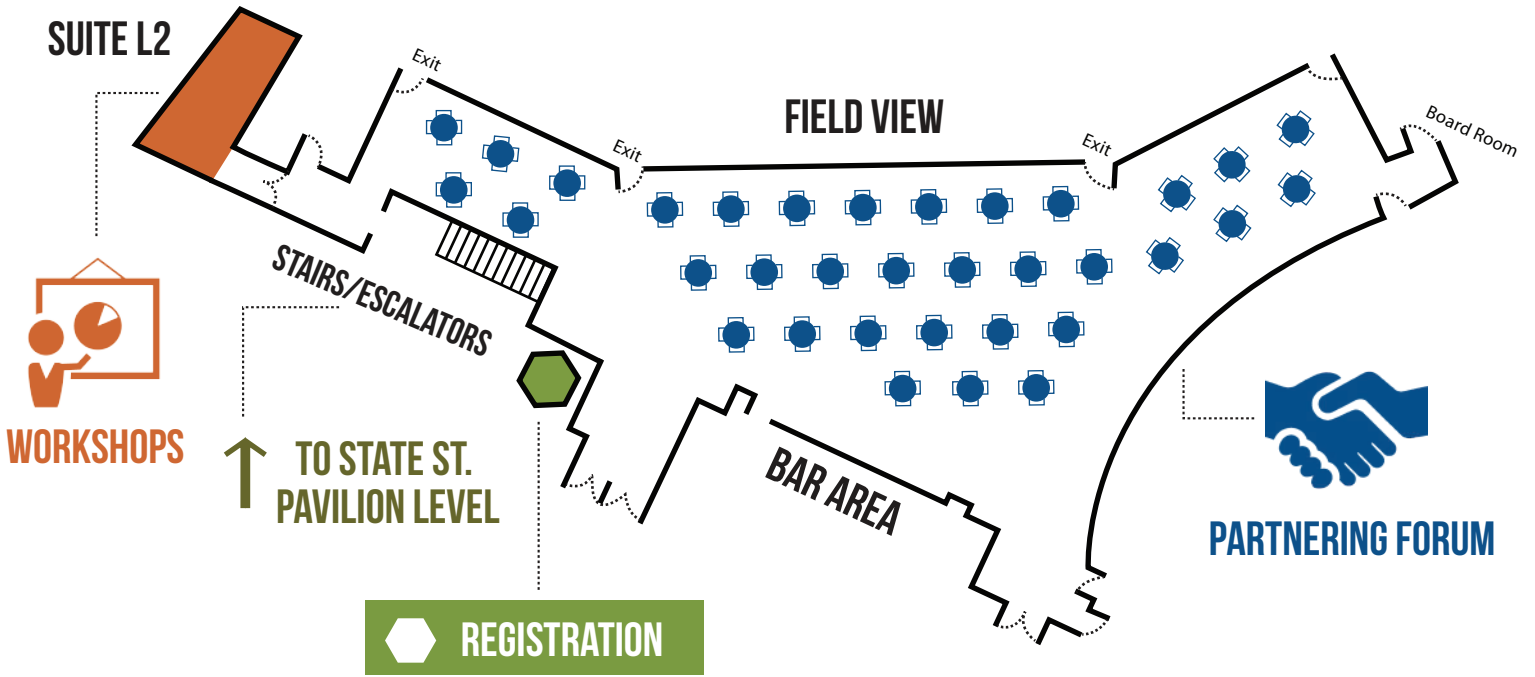 SUITE L2
Exit
Exit
FIELD VIEW
Exit
Board Room
STAIRS/ESCALATORS
WORKSHOPS
TO STATE ST.
PAVILION LEVEL
BAR AREA
PARTNERING FORUM
REGISTRATION